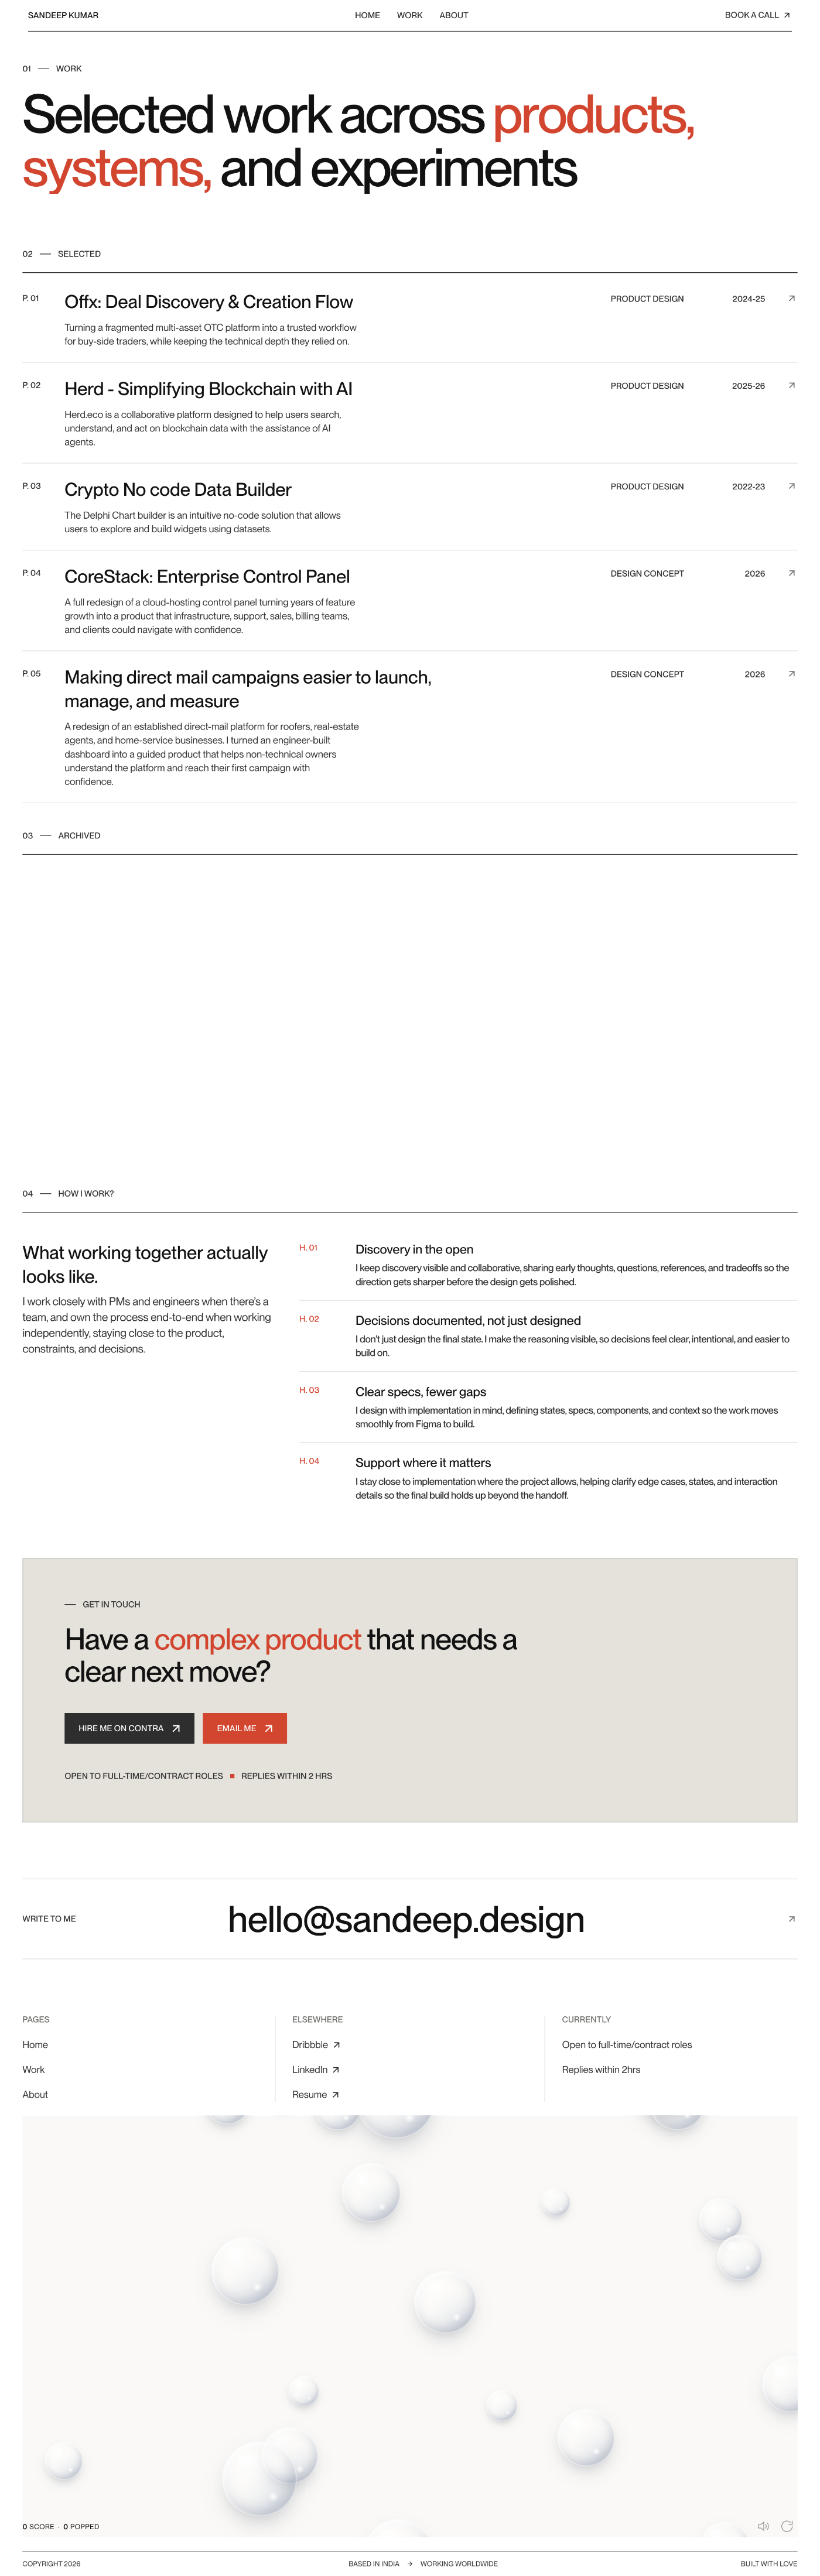 SANDEEP KUMAR
HOME WORK ABOUT
BOOK A CALL
01 — WORK
Selected work across products,
systems, and experiments
02 — SELECTED
P. 01
Offx: Deal Discovery & Creation Flow
PRODUCT DESIGN
2024-25
Turning a fragmented multi-asset OTC platform into a trusted workflow
for buy-side traders, while keeping the technical depth they relied on.
P. 02
Herd - Simplifying Blockchain with AI
PRODUCT DESIGN
2025-26
Herd.eco is a collaborative platform designed to help users search,
understand, and act on blockchain data with the assistance of AI
agents.
P. 03
Crypto No code Data Builder
PRODUCT DESIGN
2022-23
The Delphi Chart builder is an intuitive no-code solution that allows
users to explore and build widgets using datasets.
P. 04
CoreStack: Enterprise Control Panel
DESIGN CONCEPT
2026
A full redesign of a cloud-hosting control panel turning years of feature
growth into a product that infrastructure, support, sales, billing teams,
and clients could navigate with confidence.
P. 05
Making direct mail campaigns easier to launch,
manage, and measure
DESIGN CONCEPT
2026
A redesign of an established direct-mail platform for roofers, real-estate
agents, and home-service businesses. I turned an engineer-built
dashboard into a guided product that helps non-technical owners
understand the platform and reach their first campaign with
confidence.
03 — ARCHIVED
04 — HOW I WORK?
What working together actually
looks like.
I work closely with PMs and engineers when there's a
team, and own the process end-to-end when working
independently, staying close to the product,
constraints, and decisions.
H. 01
Discovery in the open
I keep discovery visible and collaborative, sharing early thoughts, questions, references, and tradeoffs so the
direction gets sharper before the design gets polished.
H. 02
Decisions documented, not just designed
I don't just design the final state. I make the reasoning visible, so decisions feel clear, intentional, and easier to
build on.
H. 03
Clear specs, fewer gaps
I design with implementation in mind, defining states, specs, components, and context so the work moves
smoothly from Figma to build.
H. 04
Support where it matters
I stay close to implementation where the project allows, helping clarify edge cases, states, and interaction
details so the final build holds up beyond the handoff.
— GET IN TOUCH
Have a complex product that needs a
clear next move?
HIRE ME ON CONTRA
EMAIL ME
OPEN TO FULL-TIME/CONTRACT ROLES ▪ REPLIES WITHIN 2 HRS
WRITE TO ME
hello@sandeep.design
PAGES
Home
Work
About
ELSEWHERE
Dribbble
LinkedIn
Resume
CURRENTLY
Open to full-time/contract roles
Replies within 2hrs
0 SCORE · 0 POPPED
COPYRIGHT 2026
BASED IN INDIA → WORKING WORLDWIDE
BUILT WITH LOVE